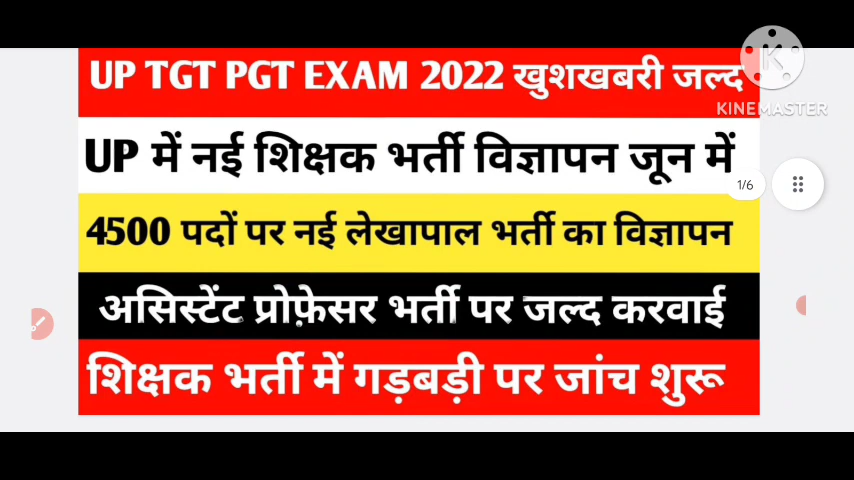 UP TGT PGT EXAM 2022 खुशखबरी जल्द
K
KINEMASTER
UP में नई शिक्षक भर्ती विज्ञापन जून में
1/6
4500 पदों पर नई लेखापाल भर्ती का विज्ञापन
असिस्टेंट प्रोफ़ेसर भर्ती पर जल्द करवाई
शिक्षक भर्ती में गड़बड़ी पर जांच शुरू